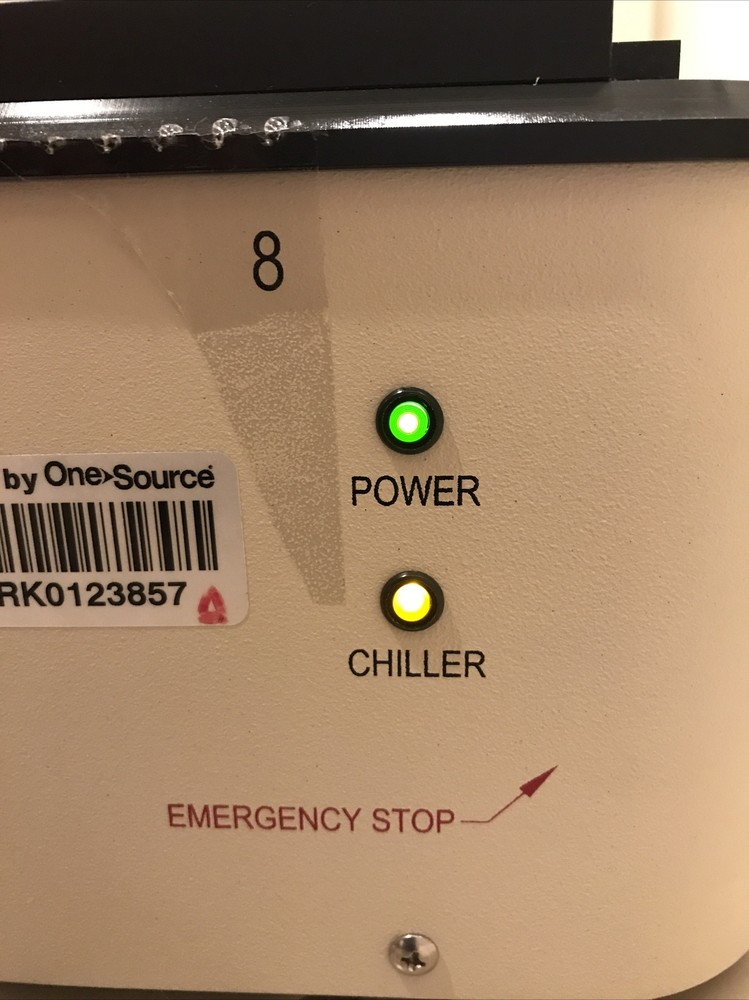 8
POWER
by One Source
RK0123857
CHILLER
EMERGENCY STOP